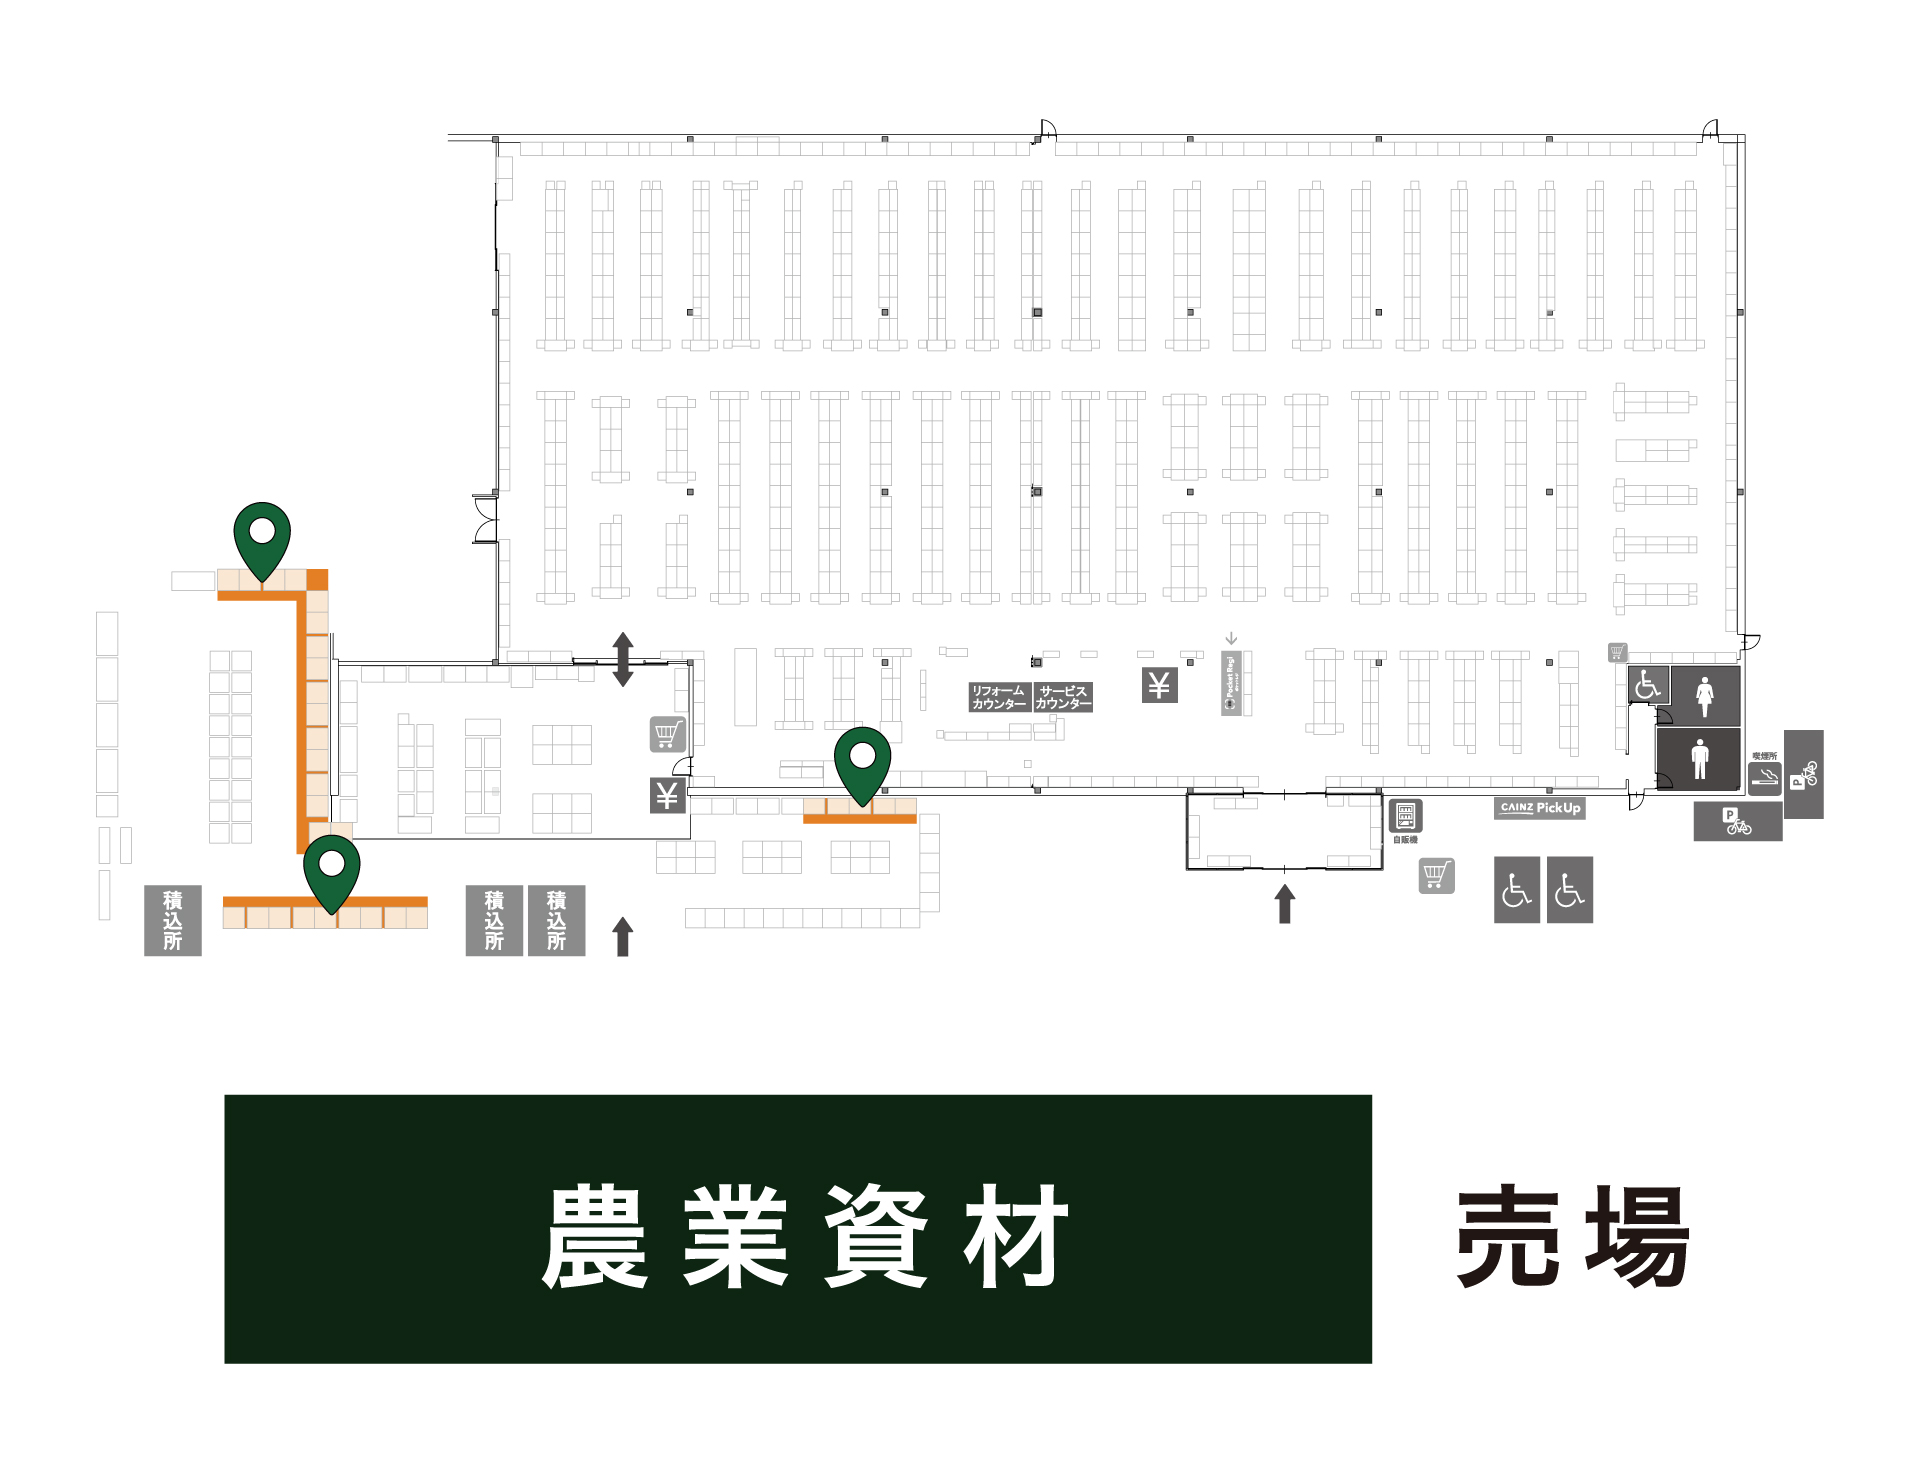 Pocket Regi
リフォーム
カウンター
サービス
カウンター
¥
¥
喫煙所
P
P
CAINZ PickUp
自販機
積込所
積込所
積込所
農業資材
売場